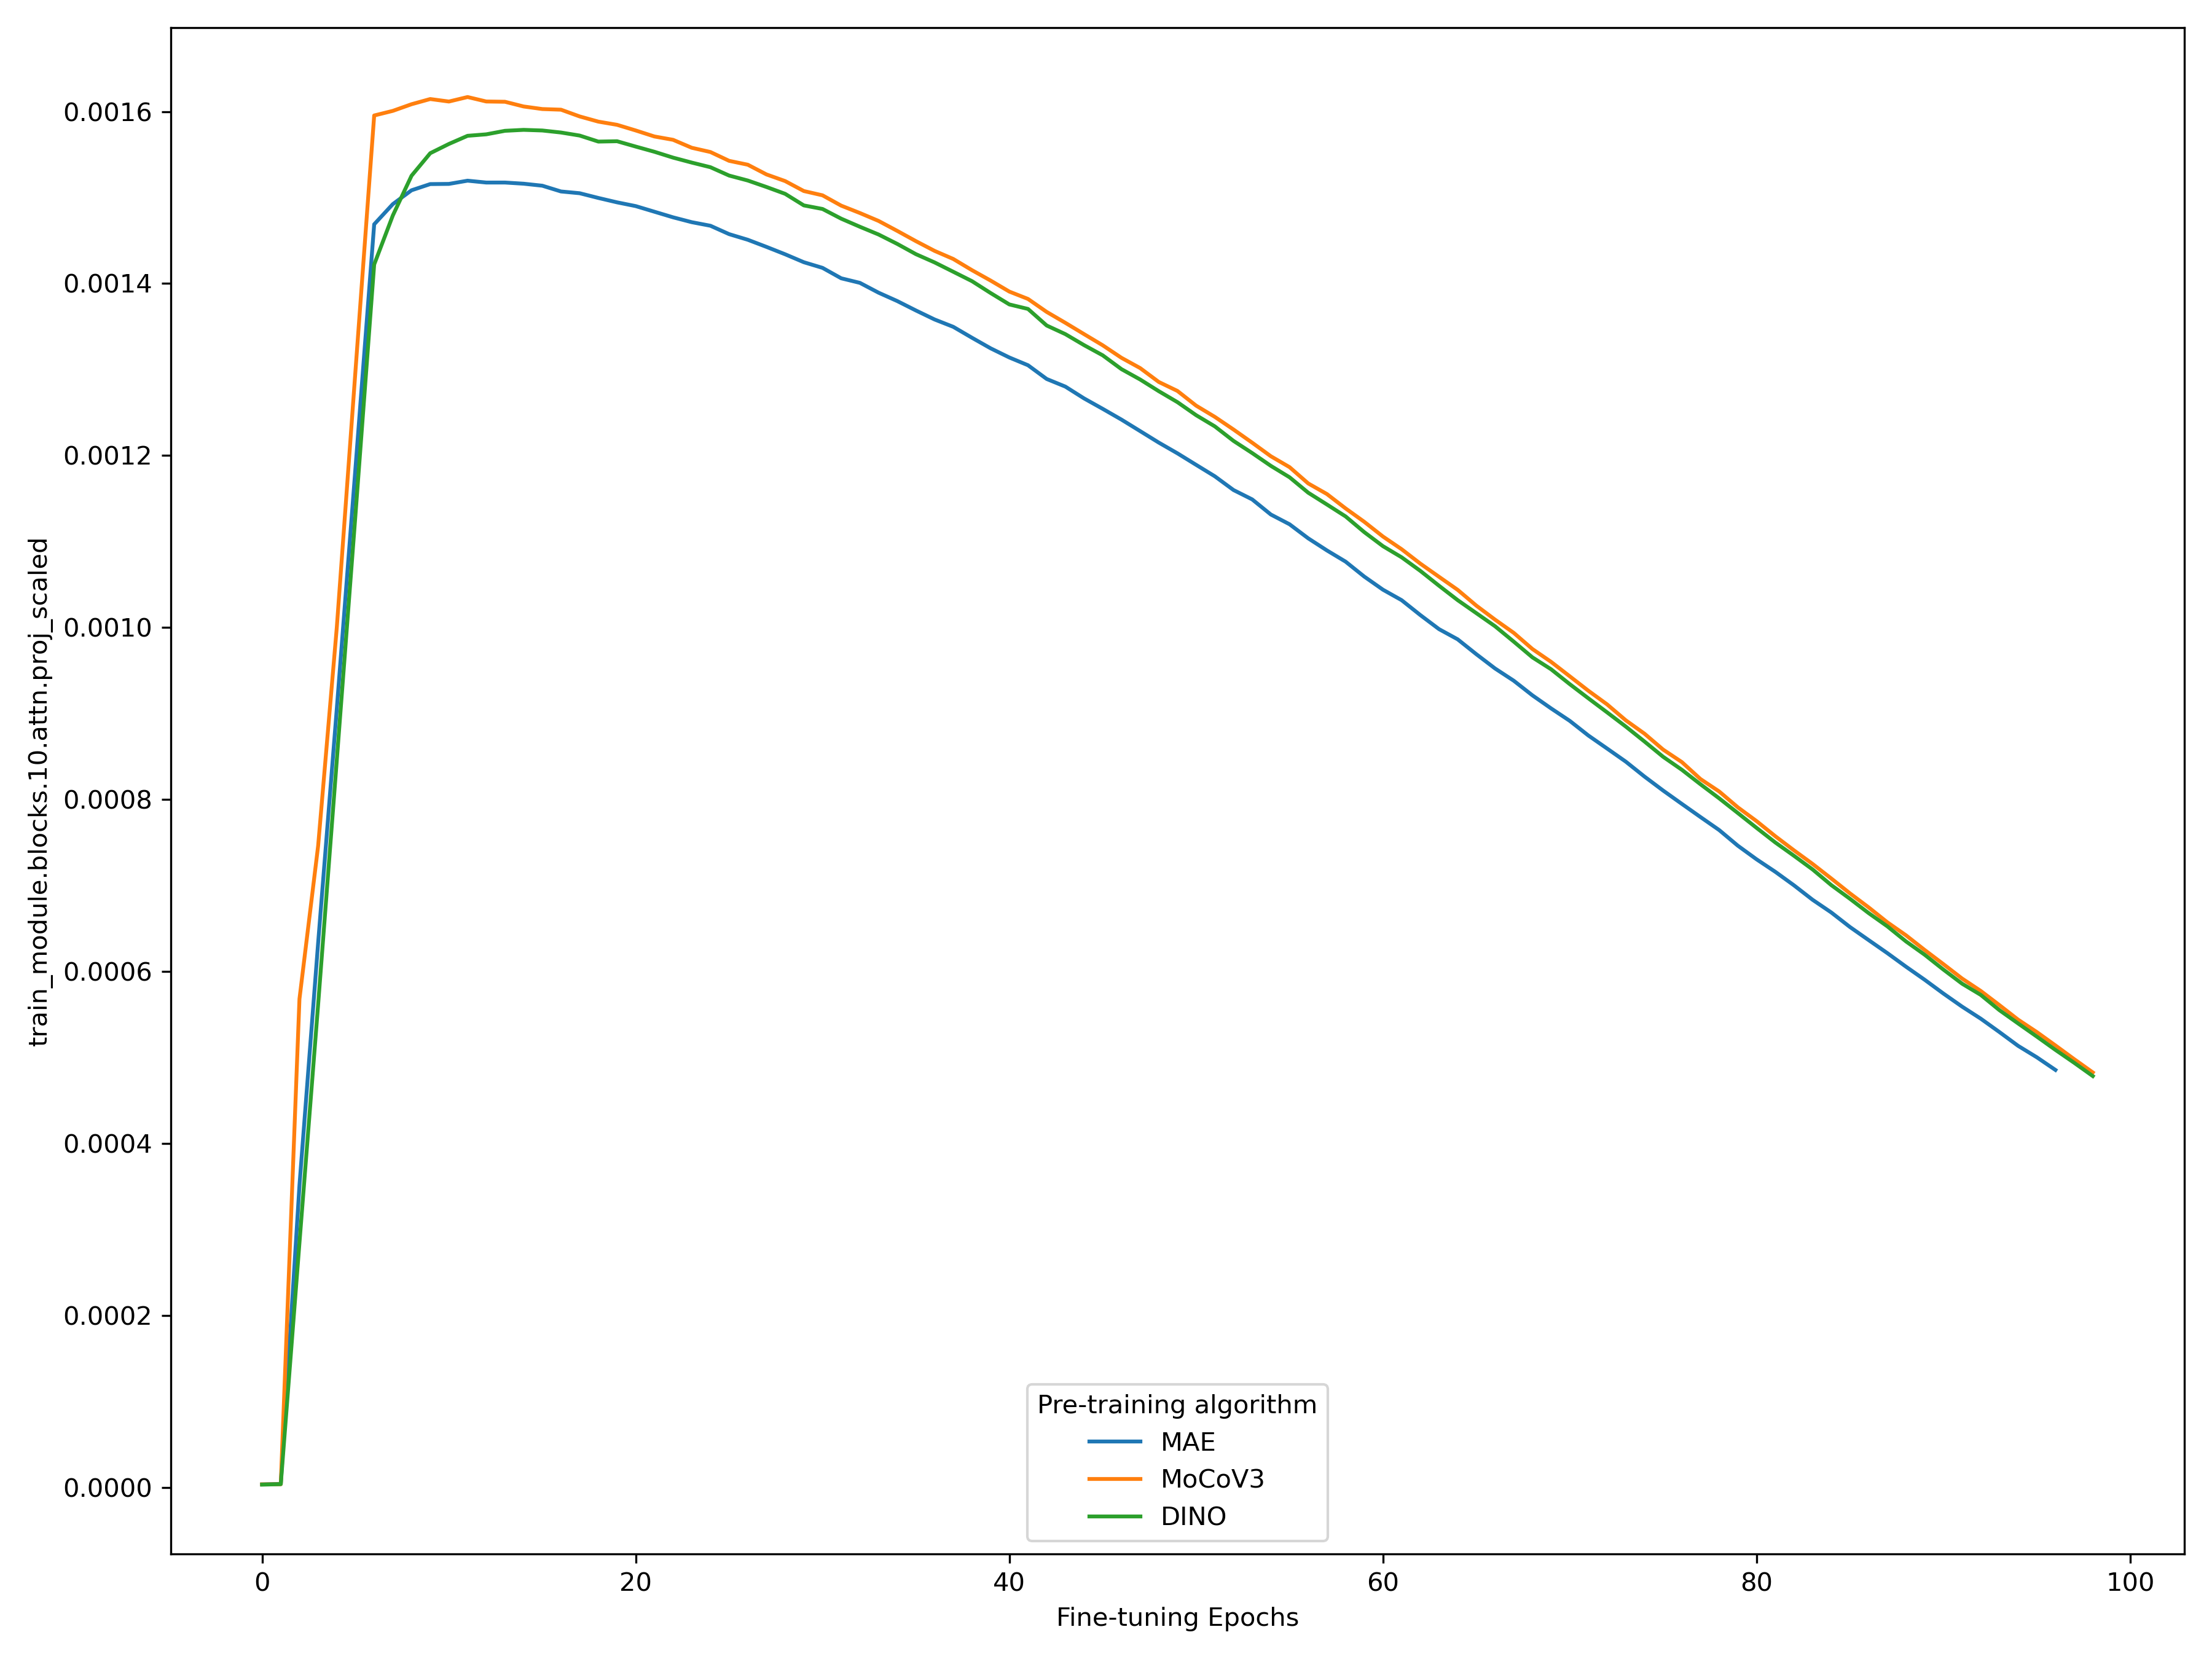 train_module.blocks.10.attn.proj_scaled
0.0016
0.0014
0.0012
0.0010
0.0008
0.0006
0.0004
0.0002
0.0000
Pre-training algorithm
MAE
MoCoV3
DINO
0 20 40 60 80 100
Fine-tuning Epochs